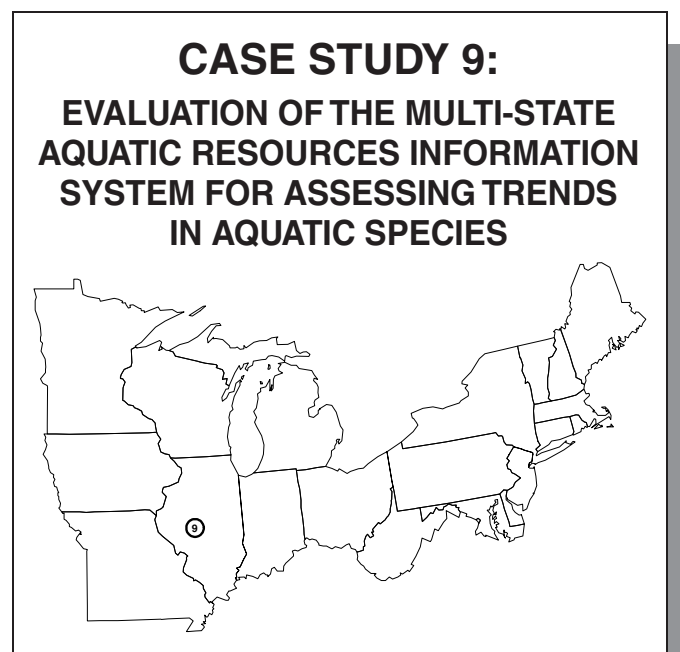 CASE STUDY 9:
EVALUATION OF THE MULTI-STATE
AQUATIC RESOURCES INFORMATION
SYSTEM FOR ASSESSING TRENDS
IN AQUATIC SPECIES
9